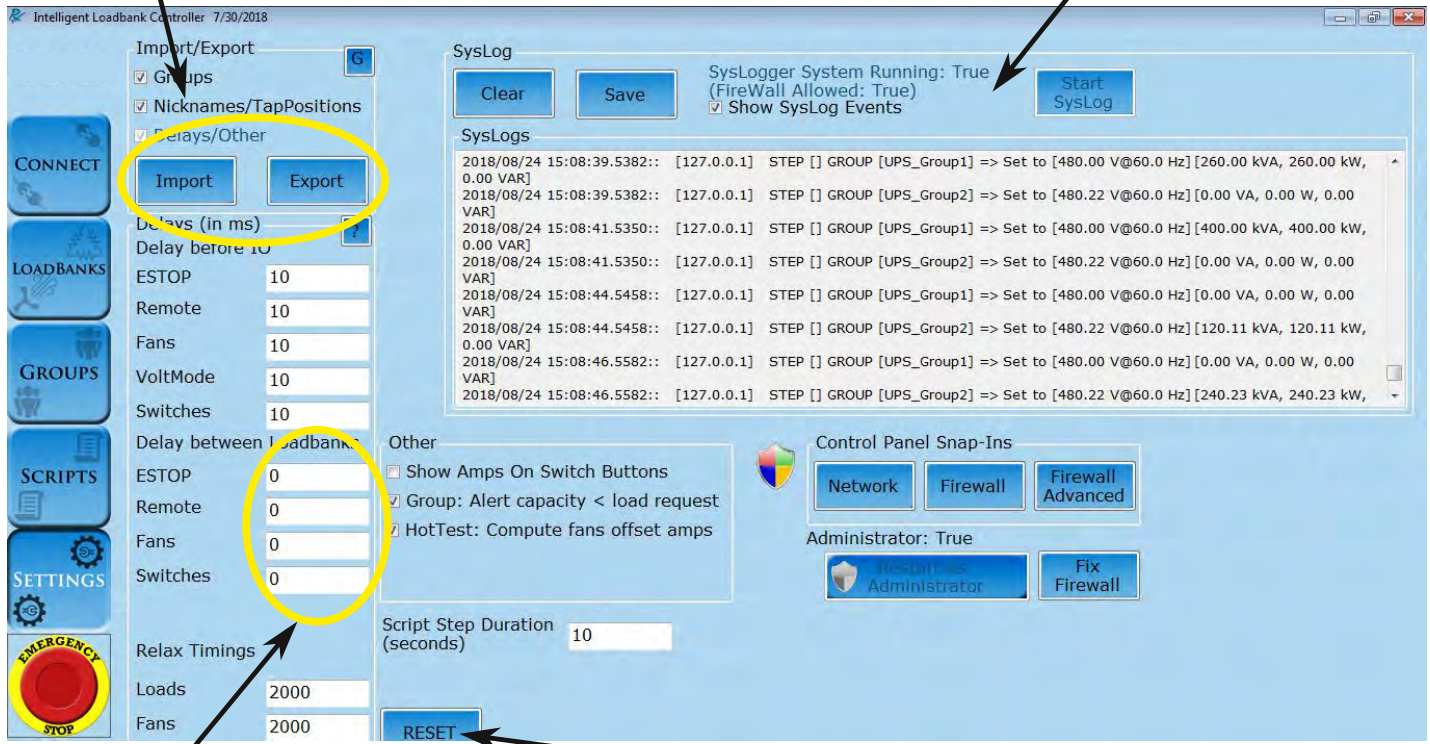 Intelligent Loadbank Controller 7/30/2018
Import/Export
G
Groups
Nicknames/TapPositions
Delays/Other
Import
Export
SysLog
Clear
Save
SysLogger System Running: True
(FireWall Allowed: True)
Show SysLog Events
Start
SysLog
SysLogs
2018/08/24 15:08:39.5382:: [127.0.0.1] STEP [] GROUP [UPS_Group1] => Set to [480.00 V@60.0 Hz] [260.00 kVA, 260.00 kW,
0.00 VAR]
2018/08/24 15:08:39.5382:: [127.0.0.1] STEP [] GROUP [UPS_Group2] => Set to [480.22 V@60.0 Hz] [0.00 VA, 0.00 W, 0.00
VAR]
2018/08/24 15:08:41.5350:: [127.0.0.1] STEP [] GROUP [UPS_Group1] => Set to [480.00 V@60.0 Hz] [400.00 kVA, 400.00 kW,
0.00 VAR]
2018/08/24 15:08:41.5350:: [127.0.0.1] STEP [] GROUP [UPS_Group2] => Set to [480.22 V@60.0 Hz] [0.00 VA, 0.00 W, 0.00
VAR]
2018/08/24 15:08:44.5458:: [127.0.0.1] STEP [] GROUP [UPS_Group1] => Set to [480.00 V@60.0 Hz] [0.00 VA, 0.00 W, 0.00
VAR]
2018/08/24 15:08:44.5458:: [127.0.0.1] STEP [] GROUP [UPS_Group2] => Set to [480.22 V@60.0 Hz] [120.11 kVA, 120.11 kW,
0.00 VAR]
2018/08/24 15:08:46.5582:: [127.0.0.1] STEP [] GROUP [UPS_Group1] => Set to [480.00 V@60.0 Hz] [0.00 VA, 0.00 W, 0.00
VAR]
2018/08/24 15:08:46.5582:: [127.0.0.1] STEP [] GROUP [UPS_Group2] => Set to [480.22 V@60.0 Hz] [240.23 kVA, 240.23 kW,
CONNECT
LOADBANKS
GROUPS
SCRIPTS
SETTINGS
EMERGENCY
STOP
Delays (in ms)
?
Delay before IO
ESTOP 10
Remote 10
Fans 10
VoltMode 10
Switches 10
Delay between Loadbanks
ESTOP 0
Remote 0
Fans 0
Switches 0
Relax Timings
Loads 2000
Fans 2000
Other
Show Amps On Switch Buttons
Group: Alert capacity < load request
HotTest: Compute fans offset amps
Script Step Duration
(seconds)
10
RESET
Control Panel Snap-Ins
Network
Firewall
Firewall
Advanced
Administrator: True
Restart as
Administrator
Fix
Firewall